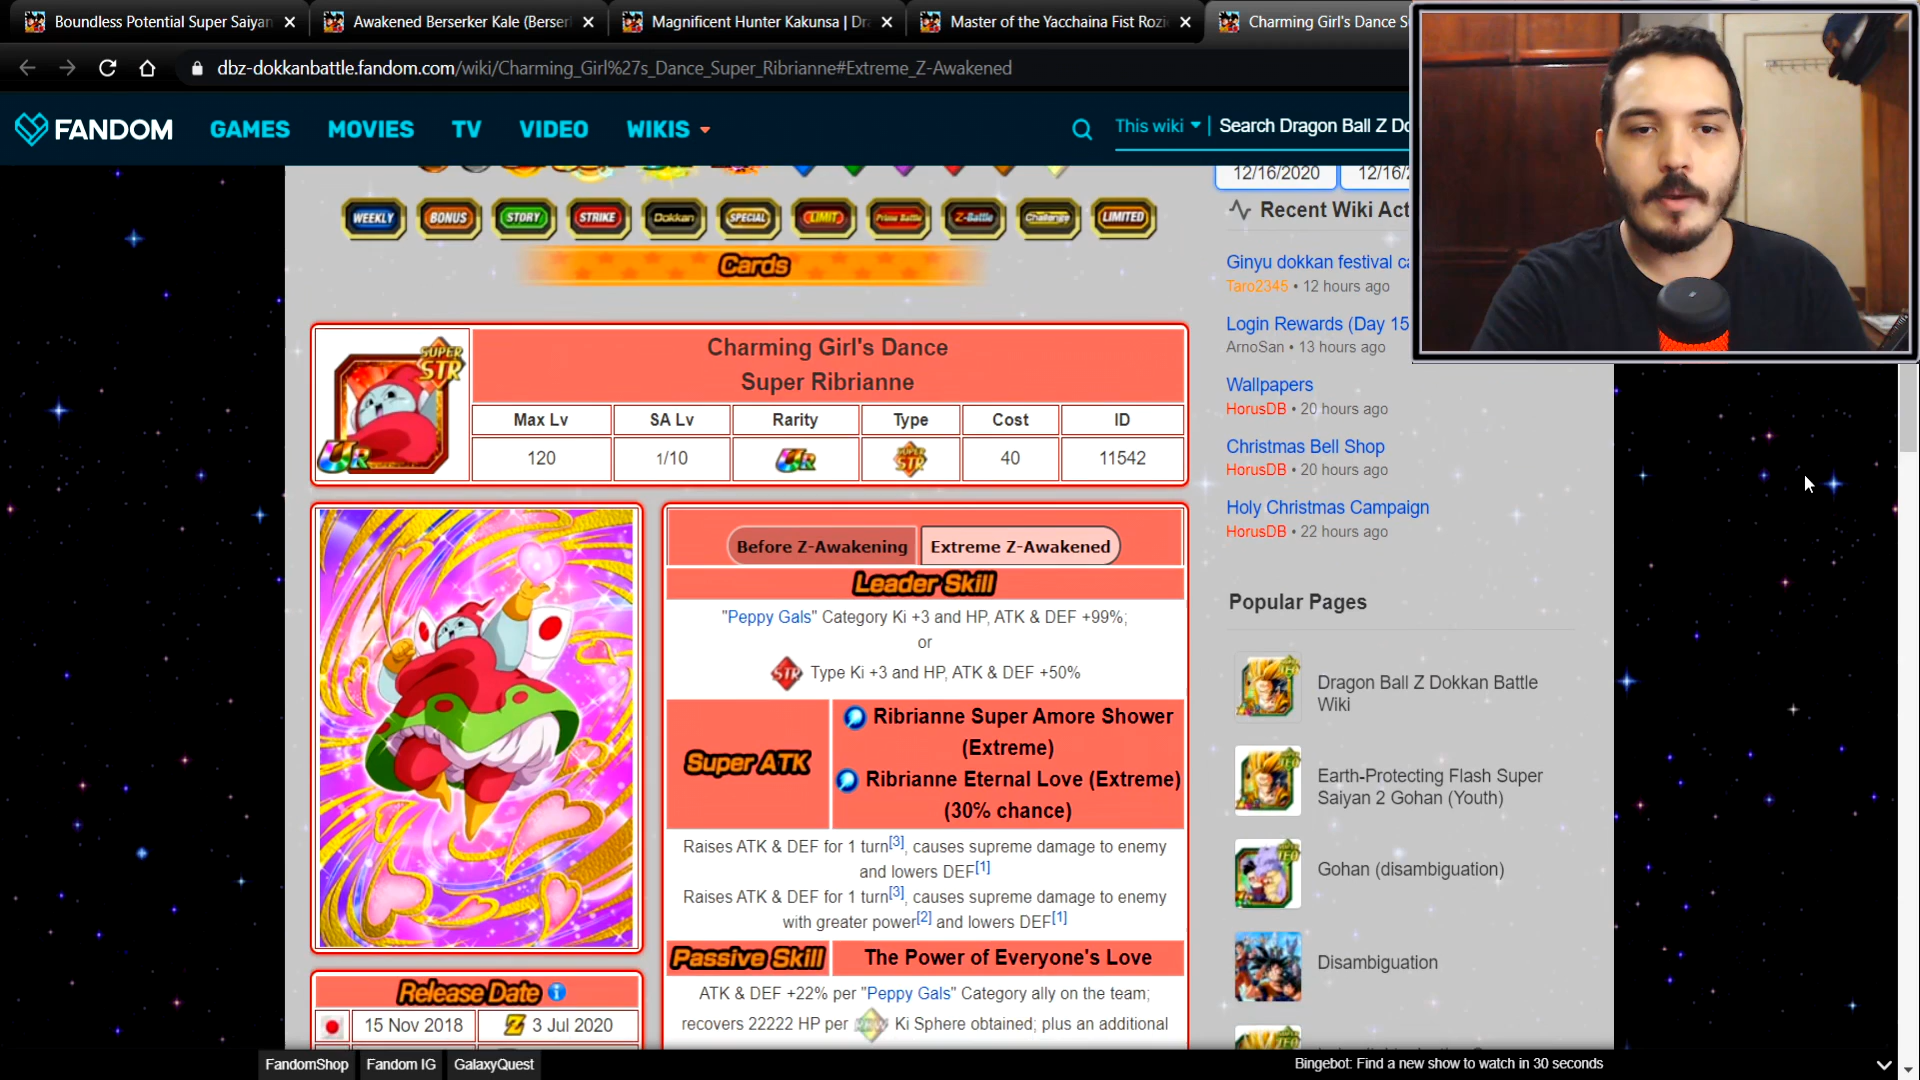 Boundless Potential Super Saiyan
Awakened Berserker Kale (Berser
Magnificent Hunter Kakunsa | Dr
Master of the Yacchaina Fist Rozi
Charming Girl's Dance S
dbz-dokkanbattle.fandom.com/wiki/Charming_Girl%27s_Dance_Super_Ribrianne#Extreme_Z-Awakened
FANDOM
GAMES
MOVIES
TV
VIDEO
WIKIS
This wiki
Search Dragon Ball Z Do
12/16/2020
12/16/
WEEKLY
BONUS
STORY
STRIKE
Dokkan
SPECIAL
LIMIT
Prime Battle
Z-Battle
Challenge
LIMITED
Cards
Recent Wiki Act
Ginyu dokkan festival ca
Taro2345 • 12 hours ago
Login Rewards (Day 15
ArnoSan • 13 hours ago
Wallpapers
HorusDB • 20 hours ago
Christmas Bell Shop
HorusDB • 20 hours ago
Holy Christmas Campaign
HorusDB • 22 hours ago
SUPER
STR
UR
Charming Girl's Dance
Super Ribrianne
Max Lv
SA Lv
Rarity
Type
Cost
ID
120
1/10
UR
SUPER
STR
40
11542
Before Z-Awakening
Extreme Z-Awakened
Leader Skill
"Peppy Gals" Category Ki +3 and HP, ATK & DEF +99%;
or
STR Type Ki +3 and HP, ATK & DEF +50%
Super ATK
Ribrianne Super Amore Shower
(Extreme)
Ribrianne Eternal Love (Extreme)
(30% chance)
Raises ATK & DEF for 1 turn[3], causes supreme damage to enemy
and lowers DEF[1]
Raises ATK & DEF for 1 turn[3], causes supreme damage to enemy
with greater power[2] and lowers DEF[1]
Passive Skill
The Power of Everyone's Love
ATK & DEF +22% per "Peppy Gals" Category ally on the team;
recovers 22222 HP per Ki Sphere obtained; plus an additional
Release Date
15 Nov 2018
Z 3 Jul 2020
Popular Pages
Dragon Ball Z Dokkan Battle
Wiki
Earth-Protecting Flash Super
Saiyan 2 Gohan (Youth)
Gohan (disambiguation)
Disambiguation
FandomShop
Fandom IG
GalaxyQuest
Bingebot: Find a new show to watch in 30 seconds